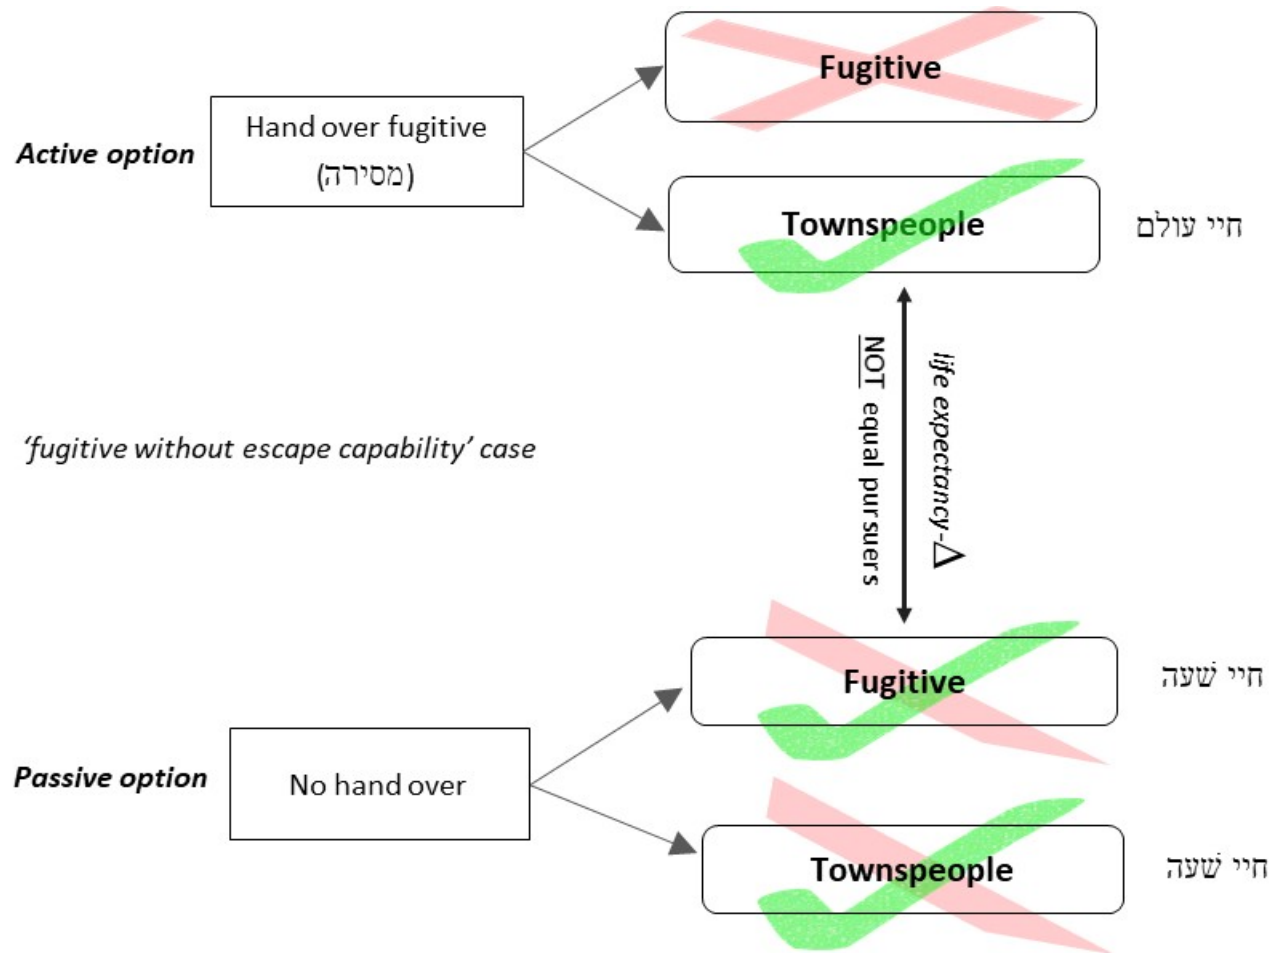 Fugitive
Hand over fugitive
(מסירה)
Active option
Townspeople
חיי עולם
life expectancy-Δ
NOT equal pursuers
‘fugitive without escape capability’ case
Fugitive
חיי שעה
Passive option
No hand over
Townspeople
חיי שעה